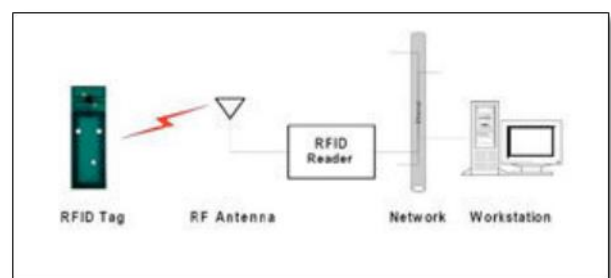 RFID
Reader
RFID Tag
RF Antenna
Network
Workstation